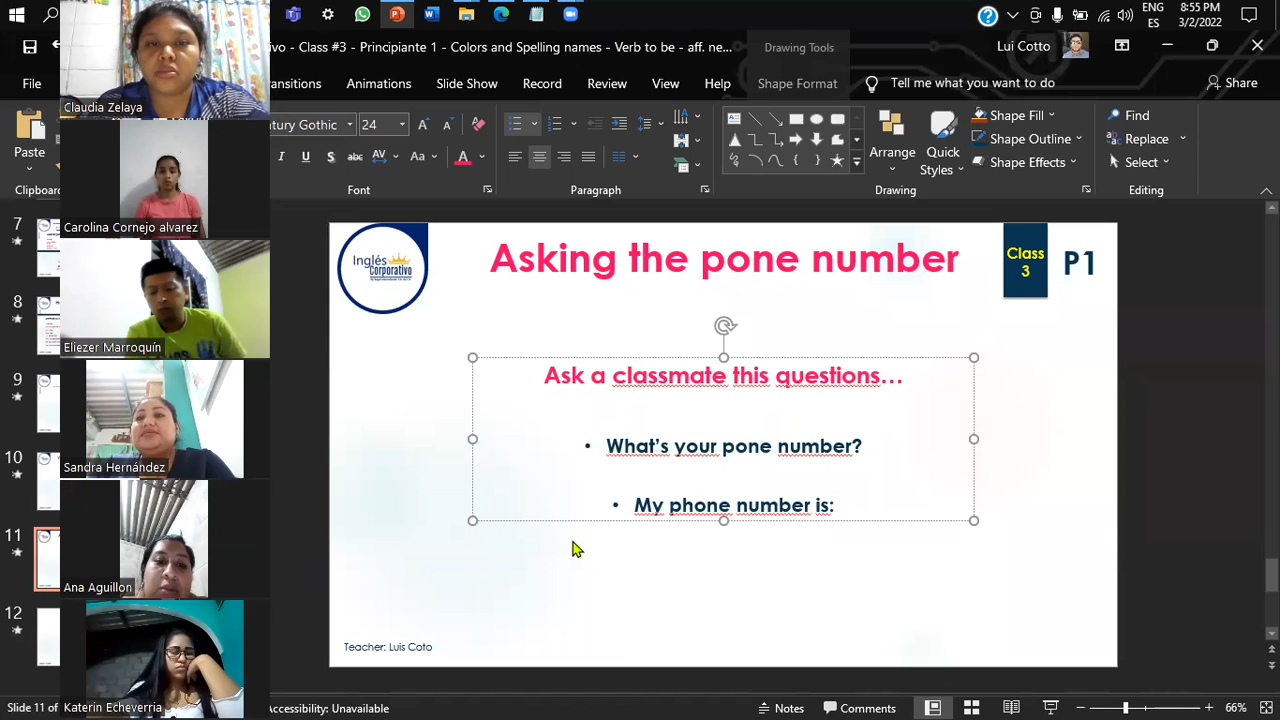 8:55 PM
3/2/2022
ENG
ES
ivo - Class #3 - Principiante 1 - Colors and Spelling names - Verb to be - aff. ne...
Drawing Tools
Lui Cotto
File
nsitions
Animations
Slide Show
Record
Review
View
Help
Shape Format
Tell me what you want to do
Share
Paste
tury Gothic
24
Arrange
Quick
Styles
Shape Fill
Shape Outline
Shape Effects
Find
Replace
Select
Clipboard
Font
Paragraph
Drawing
Editing
Claudia Zelaya
Carolina Cornejo alvarez
Eliezer Marroquín
Sandra Hernández
Ana Aguillon
Katerin Echeverria
7
8
9
10
11
12
Inglés
Corporativo
Asking the pone number
Class
3
P1
Ask a classmate this questions...
• What's your pone number?
• My phone number is:
Teacher: Luis Coto
Slide 11 of
Accessibility: Unavailable
Notes
Comments
66%